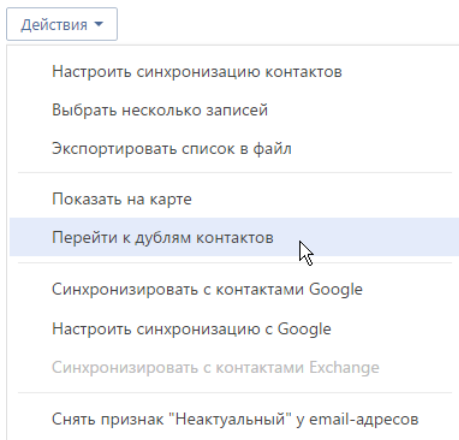 Действия
Настроить синхронизацию контактов
Выбрать несколько записей
Экспортировать список в файл
Показать на карте
Перейти к дублям контактов
Синхронизировать с контактами Google
Настроить синхронизацию с Google
Синхронизировать с контактами Exchange
Снять признак "Неактуальный" у email-адресов